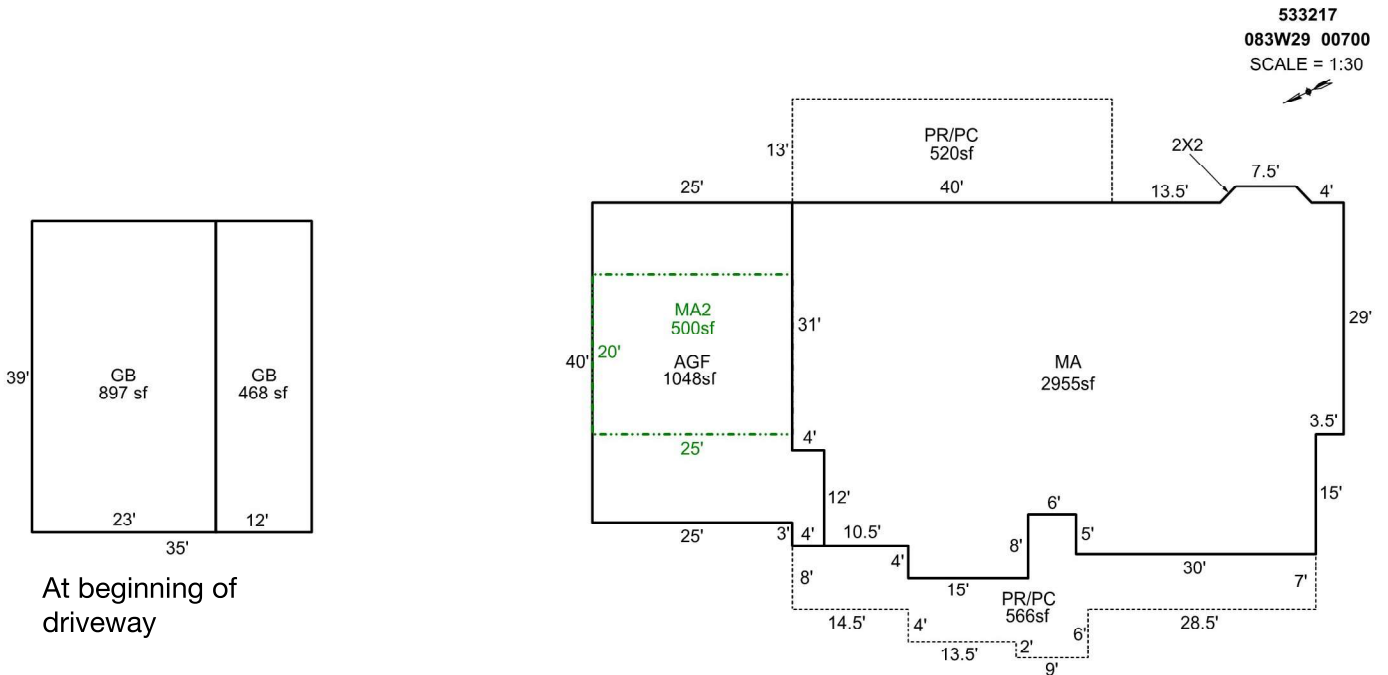 533217
083W29 00700
SCALE = 1:30
PR/PC
520sf
13'
2X2
7.5'
25'
40'
13.5'
4'
MA2
500sf
31'
29'
20'
40'
AGF
1048sf
MA
2955sf
39'
GB
897 sf
GB
468 sf
3.5'
4'
25'
12'
15'
6'
23'
12'
35'
25'
3'
4'
10.5'
8'
5'
4'
30'
8'
15'
7'
PR/PC
566sf
14.5'
4'
28.5'
6'
2'
13.5'
9'
At beginning of
driveway